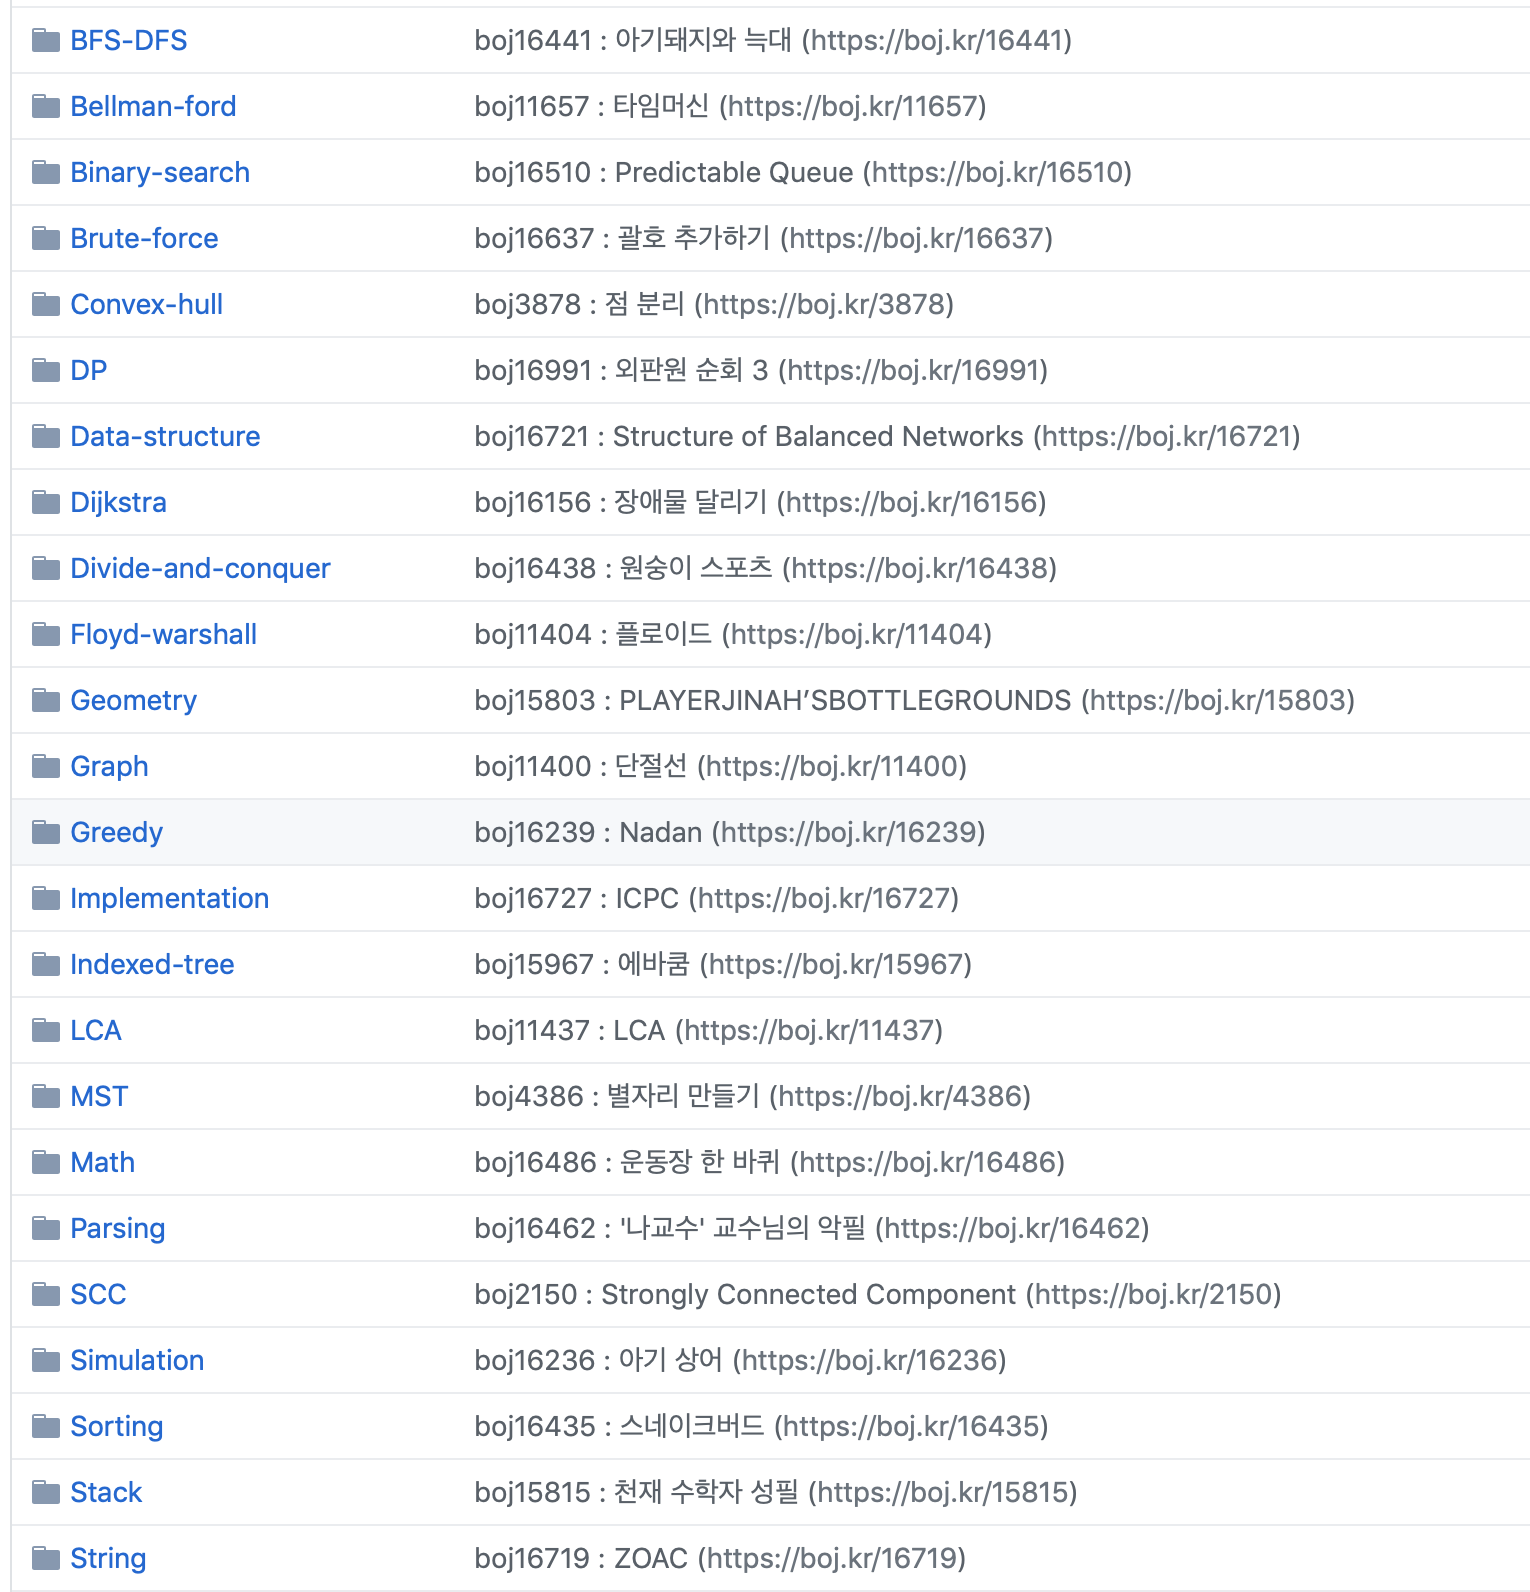 BFS-DFS boj16441 : 아기돼지와 늑대 (https://boj.kr/16441)
Bellman-ford boj11657 : 타임머신 (https://boj.kr/11657)
Binary-search boj16510 : Predictable Queue (https://boj.kr/16510)
Brute-force boj16637 : 괄호 추가하기 (https://boj.kr/16637)
Convex-hull boj3878 : 점 분리 (https://boj.kr/3878)
DP boj16991 : 외판원 순회 3 (https://boj.kr/16991)
Data-structure boj16721 : Structure of Balanced Networks (https://boj.kr/16721)
Dijkstra boj16156 : 장애물 달리기 (https://boj.kr/16156)
Divide-and-conquer boj16438 : 원숭이 스포츠 (https://boj.kr/16438)
Floyd-warshall boj11404 : 플로이드 (https://boj.kr/11404)
Geometry boj15803 : PLAYERJINAH’SBOTTLEGROUNDS (https://boj.kr/15803)
Graph boj11400 : 단절선 (https://boj.kr/11400)
Greedy boj16239 : Nadan (https://boj.kr/16239)
Implementation boj16727 : ICPC (https://boj.kr/16727)
Indexed-tree boj15967 : 에바쿰 (https://boj.kr/15967)
LCA boj11437 : LCA (https://boj.kr/11437)
MST boj4386 : 별자리 만들기 (https://boj.kr/4386)
Math boj16486 : 운동장 한 바퀴 (https://boj.kr/16486)
Parsing boj16462 : '나교수' 교수님의 악필 (https://boj.kr/16462)
SCC boj2150 : Strongly Connected Component (https://boj.kr/2150)
Simulation boj16236 : 아기 상어 (https://boj.kr/16236)
Sorting boj16435 : 스네이크버드 (https://boj.kr/16435)
Stack boj15815 : 천재 수학자 성필 (https://boj.kr/15815)
String boj16719 : ZOAC (https://boj.kr/16719)